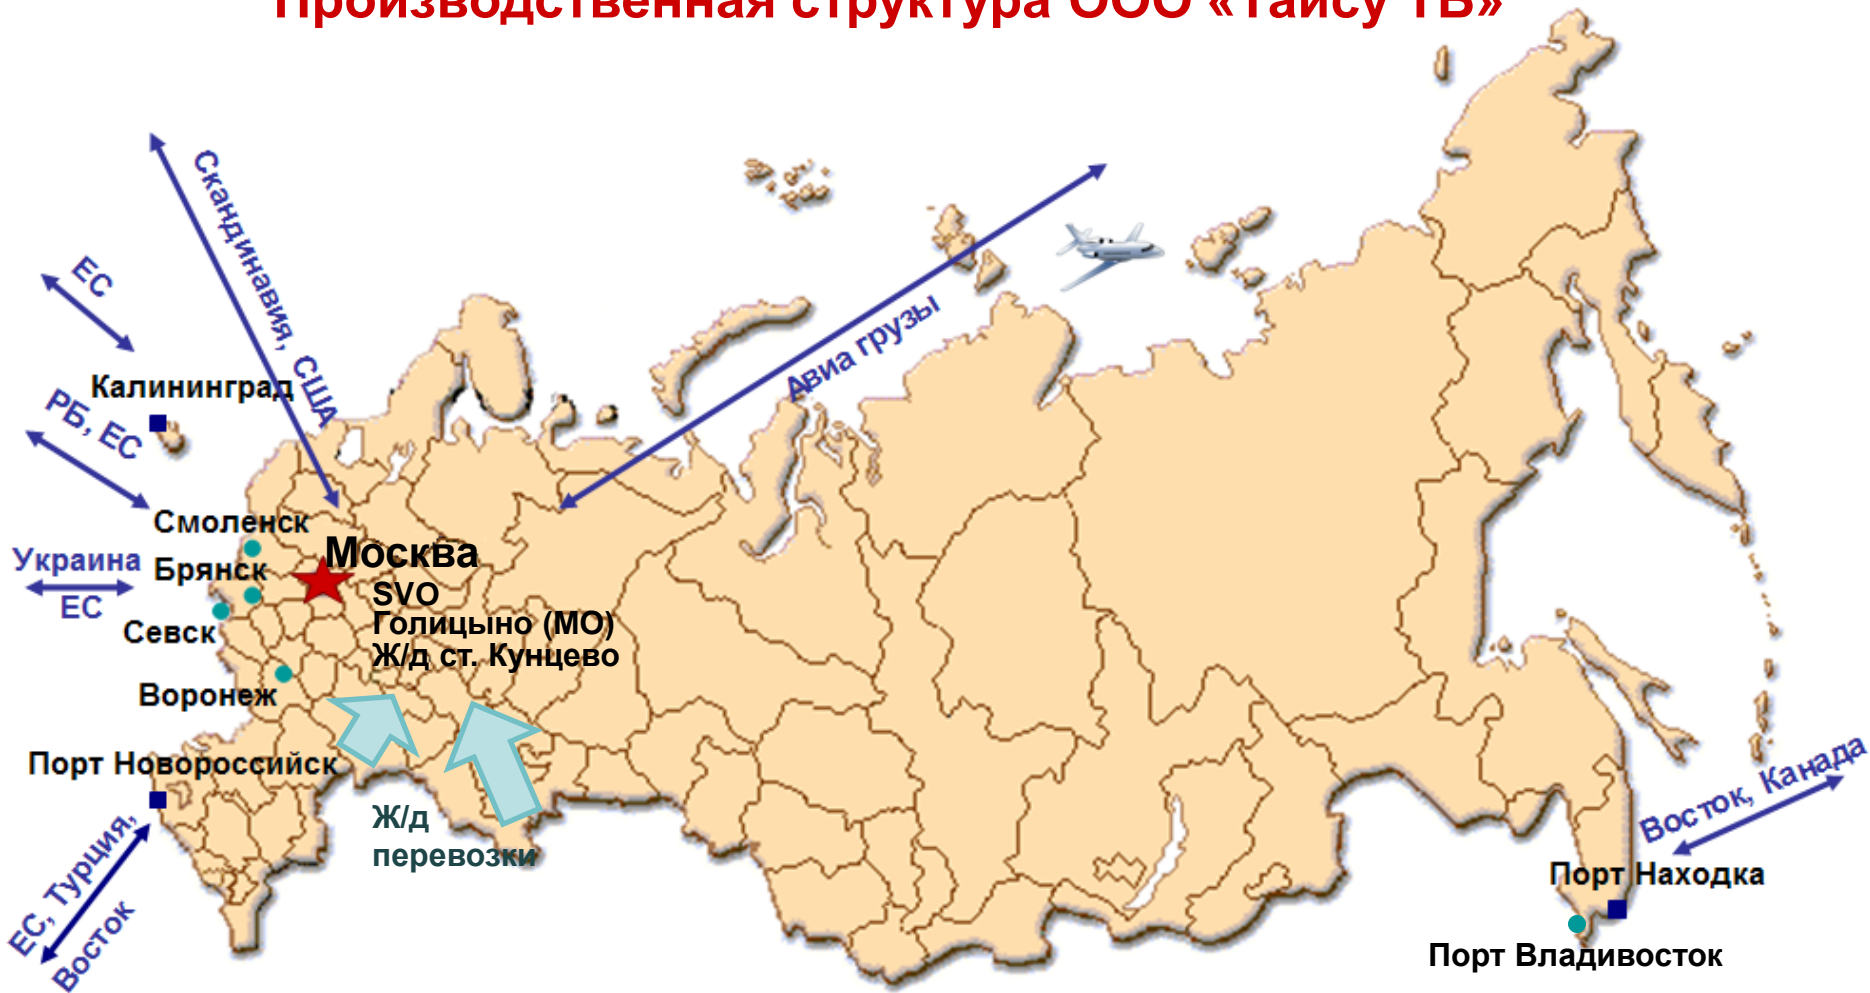 Производственная структура ООО «Тайсу ТБ»
Скандинавия, США
ЕС
Калининград
РБ, ЕС
Авиа грузы
Смоленск
Москва
Украина
Брянск
ЕС
SVO
Голицыно (МО)
Севск
Ж/д ст. Кунцево
Воронеж
Порт Новороссийск
Ж/д
перевозки
ЕС, Турция,
Восток
Восток, Канада
Порт Находка
Порт Владивосток